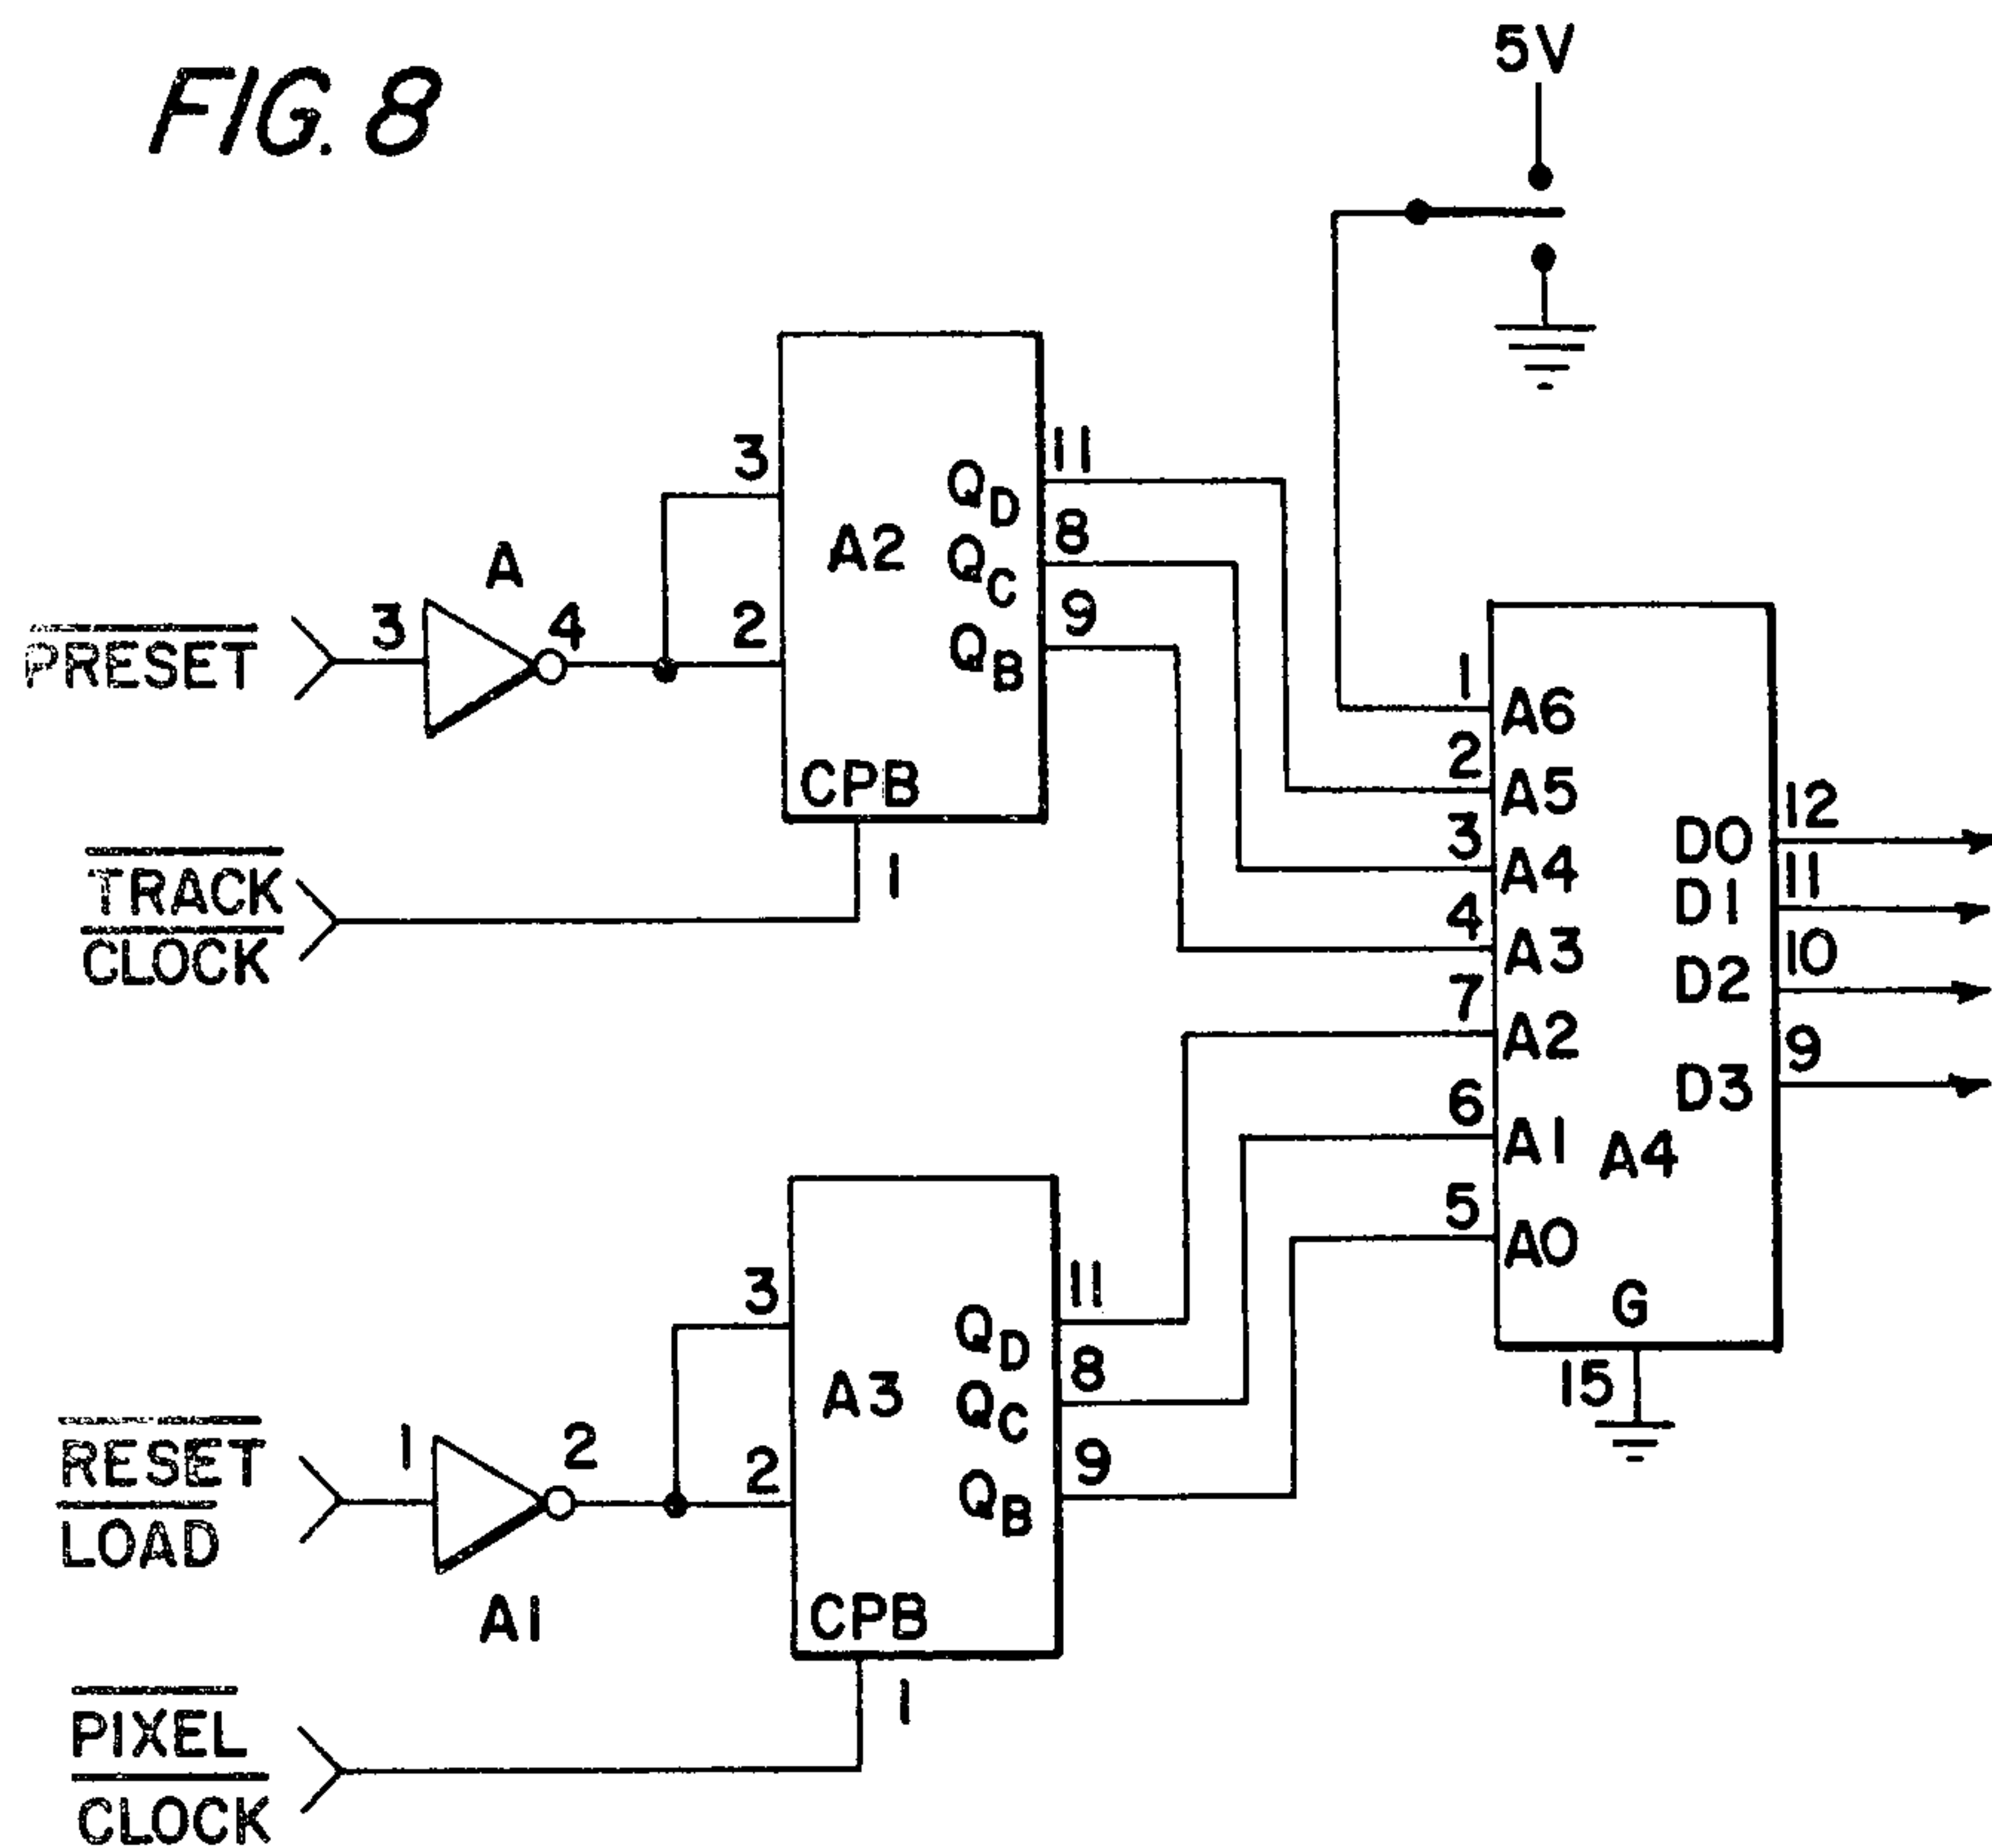 FIG. 8
5V
3
A2
QD
11
QC
8
QB
9
A
3
4
2
PRESET
CPB
1
TRACK
CLOCK
1
A6
2
A5
3
A4
4
A3
7
A2
6
A1
5
A0
D0
12
D1
11
D2
10
D3
9
A4
G
15
3
A3
QD
11
QC
8
QB
9
RESET
LOAD
1
2
2
A1
CPB
1
PIXEL
CLOCK